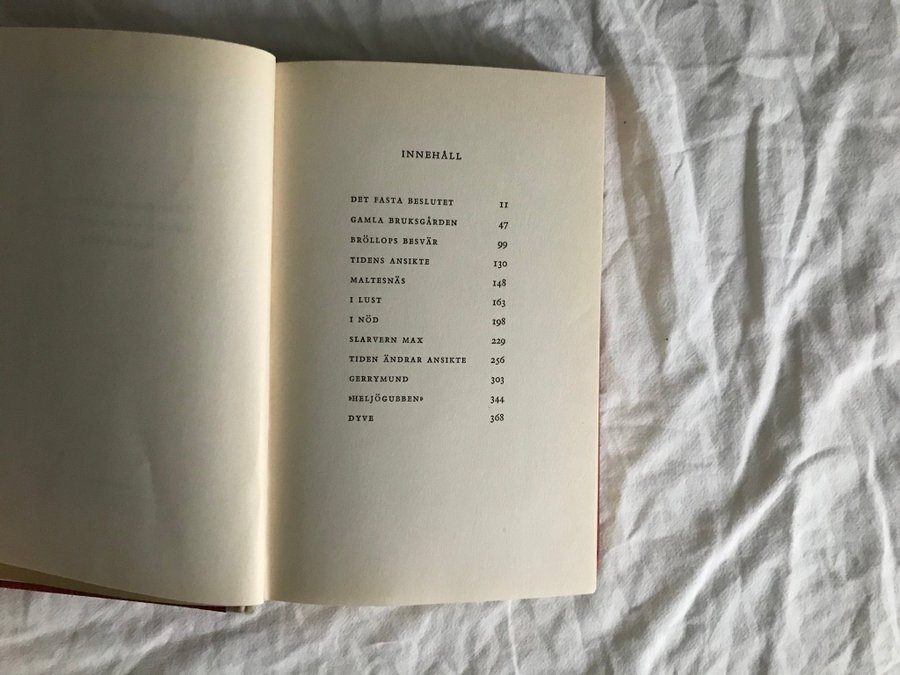 INNEHÅLL
DET FASTA BESLUTET 11
GAMLA BRUKSGÅRDEN 47
BRÖLLOPS BESVÄR 99
TIDENS ANSIKTE 130
MALTESNÄS 148
I LUST 163
I NÖD 198
SLARVERN MAX 229
TIDEN ÄNDRAR ANSIKTE 256
GERRYMUND 303
»HELJÖGUBBEN» 344
DYVE 368